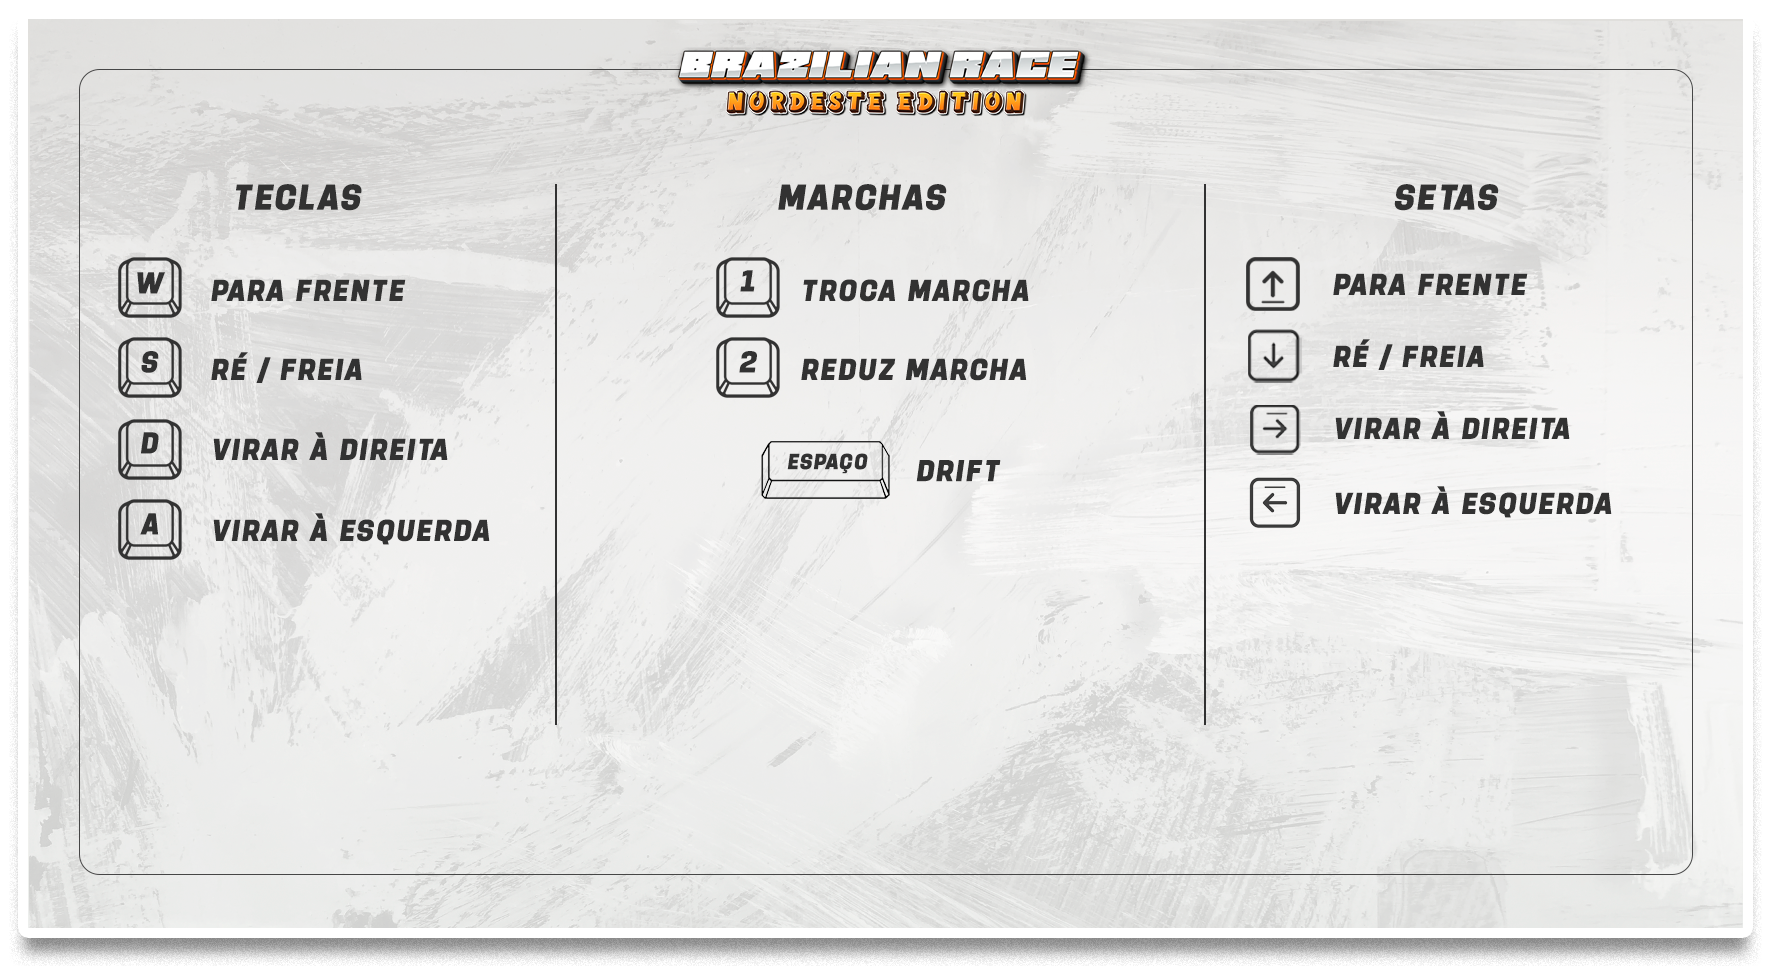 BRAZILIAN RACE
NORDESTE EDITION
TECLAS
W PARA FRENTE
S RÉ / FREIA
D VIRAR À DIREITA
A VIRAR À ESQUERDA
MARCHAS
1 TROCA MARCHA
2 REDUZ MARCHA
ESPAÇO DRIFT
SETAS
↑ PARA FRENTE
↓ RÉ / FREIA
→ VIRAR À DIREITA
← VIRAR À ESQUERDA